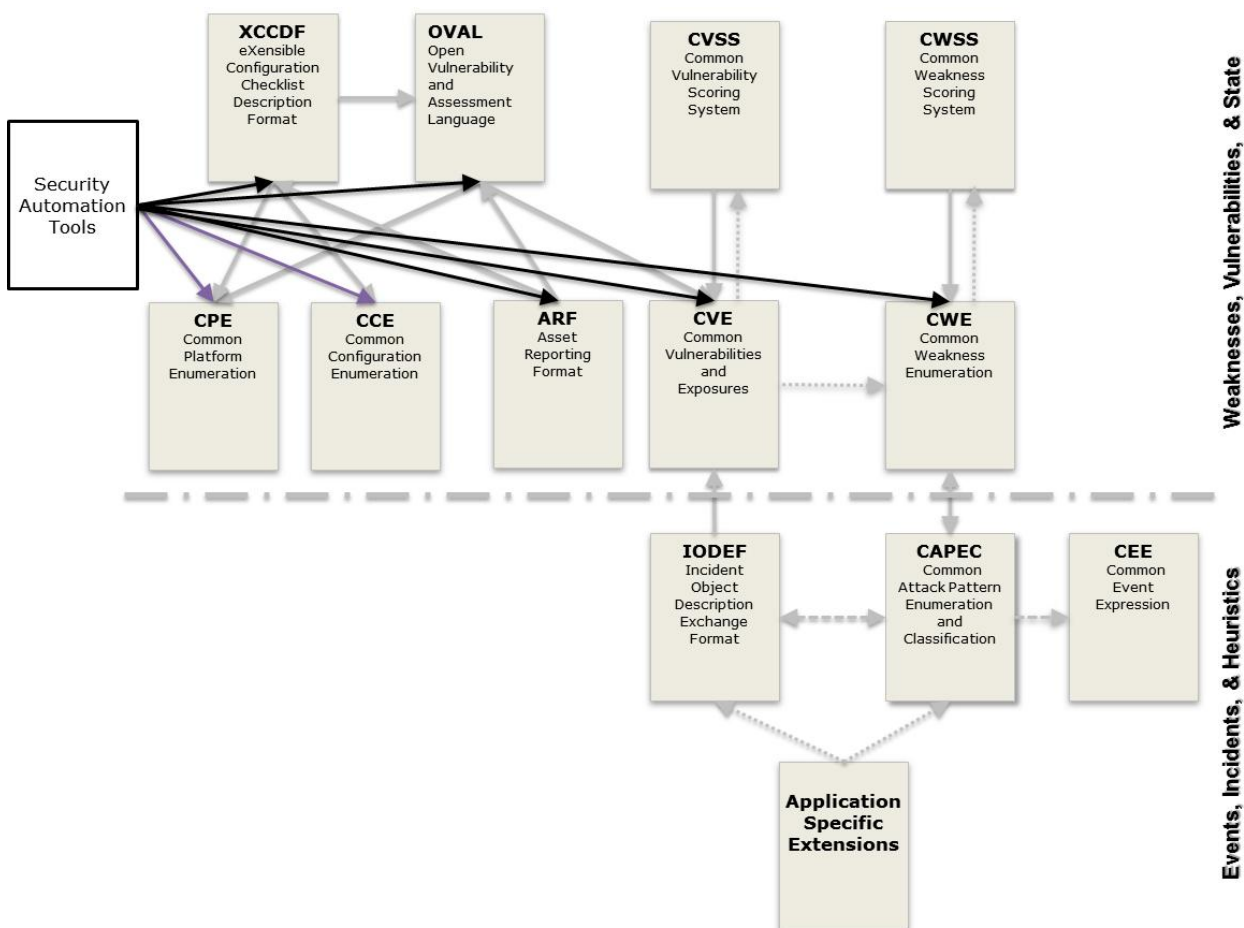 XCCDF
eXensible
Configuration
Checklist
Description
Format
OVAL
Open
Vulnerability
and
Assessment
Language
CVSS
Common
Vulnerability
Scoring
System
CWSS
Common
Weakness
Scoring
System
Security
Automation
Tools
CPE
Common
Platform
Enumeration
CCE
Common
Configuration
Enumeration
ARF
Asset
Reporting
Format
CVE
Common
Vulnerabilities
and
Exposures
CWE
Common
Weakness
Enumeration
Weaknesses, Vulnerabilities, & State
IODEF
Incident
Object
Description
Exchange
Format
CAPEC
Common
Attack Pattern
Enumeration
and
Classification
CEE
Common
Event
Expression
Application
Specific
Extensions
Events, Incidents, & Heuristics